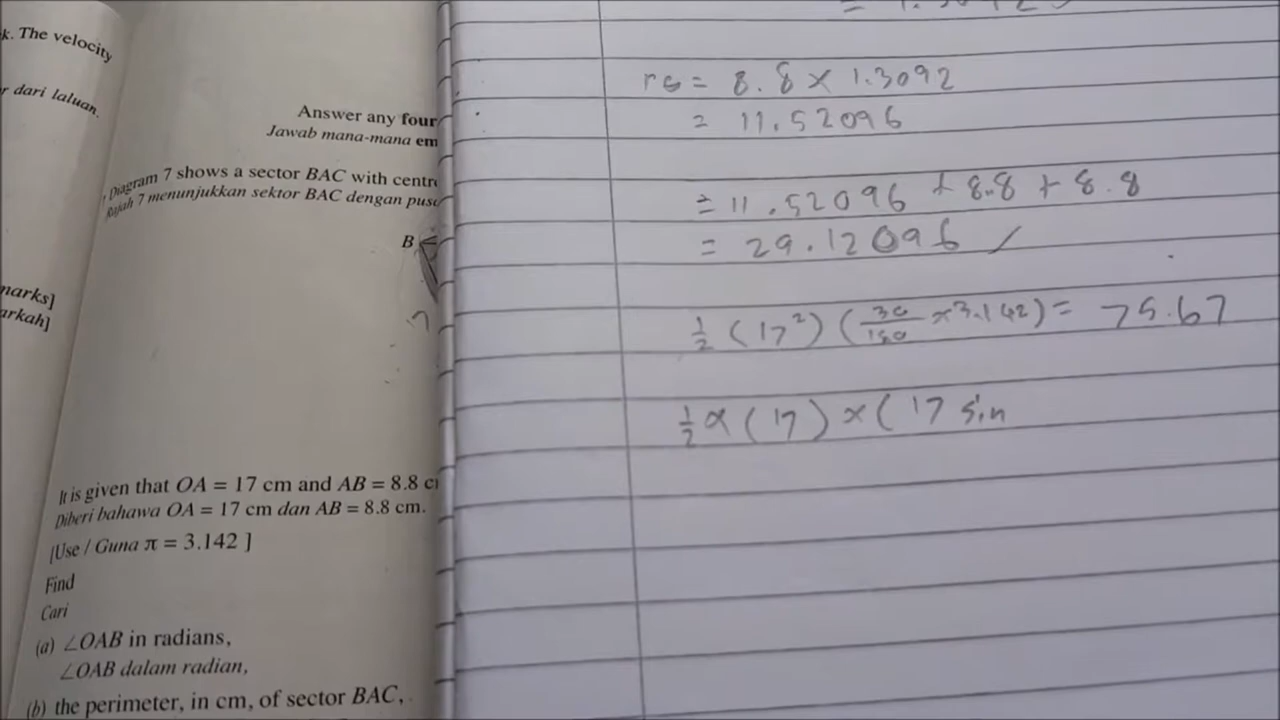 k. The velocity
r dari laluan.
narks]
arkah]
Answer any four
Jawab mana-mana em
Diagram 7 shows a sector BAC with centr
Rajah 7 menunjukkan sektor BAC dengan pus
B
It is given that OA = 17 cm and AB = 8.8 c
Diberi bahawa OA = 17 cm dan AB = 8.8 cm.
[Use / Guna π = 3.142 ]
Find
Cari
(a) ∠OAB in radians,
∠OAB dalam radian,
(b) the perimeter, in cm, of sector BAC,
rθ = 8.8 × 1.3092
= 11.52096
= 11.52096 + 8.8 + 8.8
= 29.12096 /
½ (17²) (30/180 × 3.142) = 75.67
½ × (17) × (17 sin